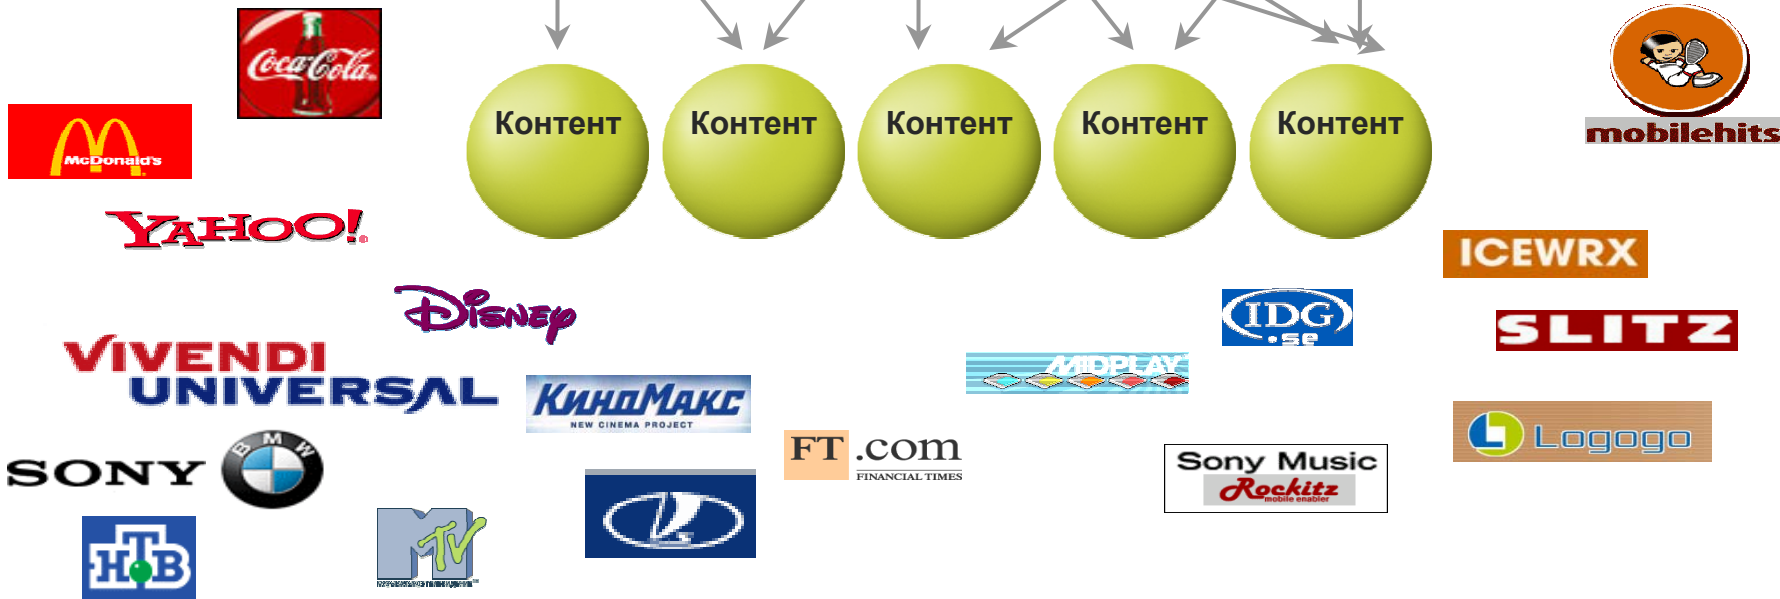 Coca-Cola
McDonald's
YAHOO!
Контент
Контент
Контент
Контент
Контент
mobilehits
DISNEY
VIVENDI
UNIVERSAL
КиноМакс
NEW CINEMA PROJECT
SONY
BMW
НТВ
MTV
FT.com
FINANCIAL TIMES
MIDPLAY
IDG
.se
ICEWRX
SLITZ
Logogo
Sony Music
Rockitz
mobile enabler